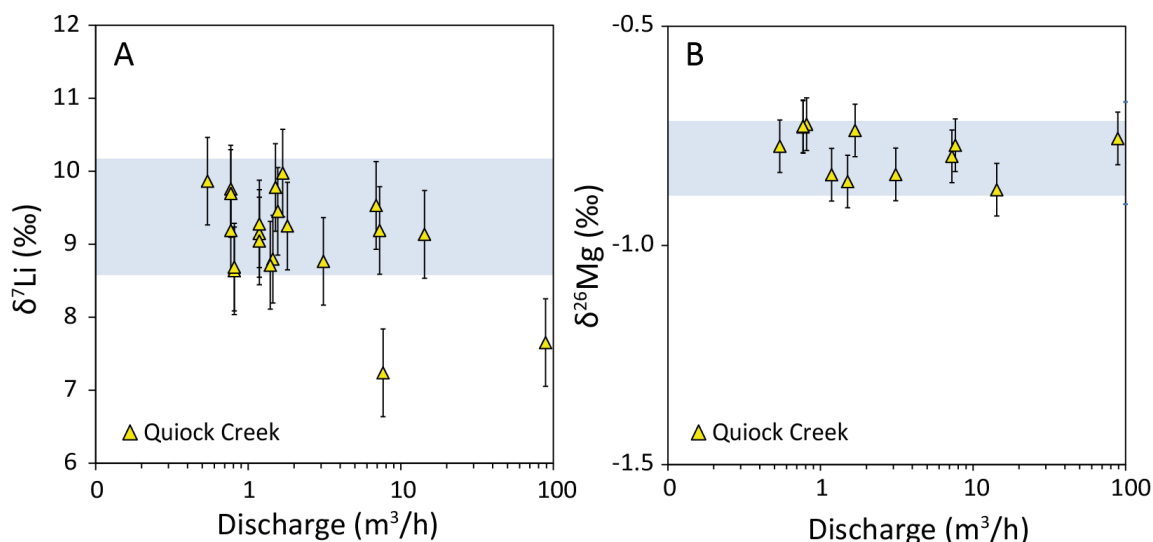 A
12
11
10
9
8
7
6
δ⁷Li (‰)
Quiock Creek
0
1
10
100
Discharge (m³/h)
B
-0.5
-1.0
-1.5
δ²⁶Mg (‰)
Quiock Creek
0
1
10
100
Discharge (m³/h)